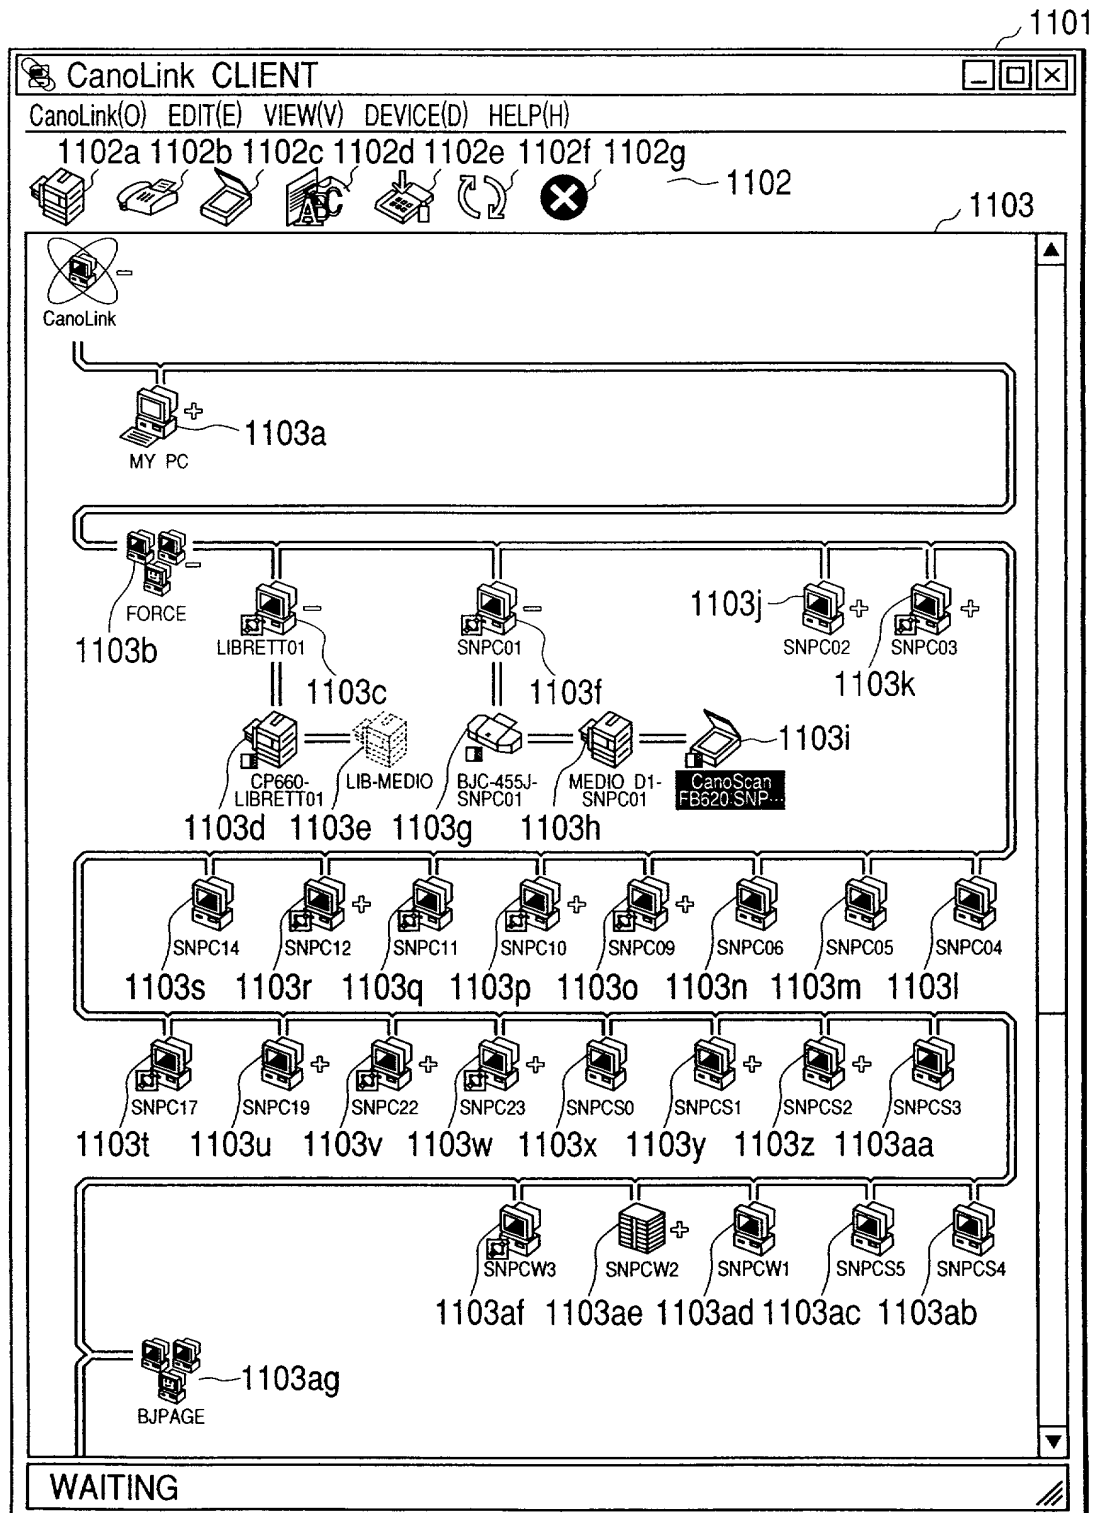 1101
CanoLink CLIENT
CanoLink(O) EDIT(E) VIEW(V) DEVICE(D) HELP(H)
1102a 1102b 1102c 1102d 1102e 1102f 1102g
1102
ABC
1103
CanoLink
1103a
MY PC
FORCE
1103b
LIBRETT01
1103c
SNPC01
1103f
1103j
SNPC02
SNPC03
1103k
1103i
CP660-
LIBRETT01
LIB-MEDIO
BJC-455J-
SNPC01
MEDIO D1-
SNPC01
CanoScan
FB620:SNP…
1103d 1103e 1103g 1103h
SNPC14 SNPC12 SNPC11 SNPC10 SNPC09 SNPC06 SNPC05 SNPC04
1103s 1103r 1103q 1103p 1103o 1103n 1103m 1103l
SNPC17 SNPC19 SNPC22 SNPC23 SNPCS0 SNPCS1 SNPCS2 SNPCS3
1103t 1103u 1103v 1103w 1103x 1103y 1103z 1103aa
SNPCW3 SNPCW2 SNPCW1 SNPCS5 SNPCS4
1103af 1103ae 1103ad 1103ac 1103ab
1103ag
BJPAGE
WAITING